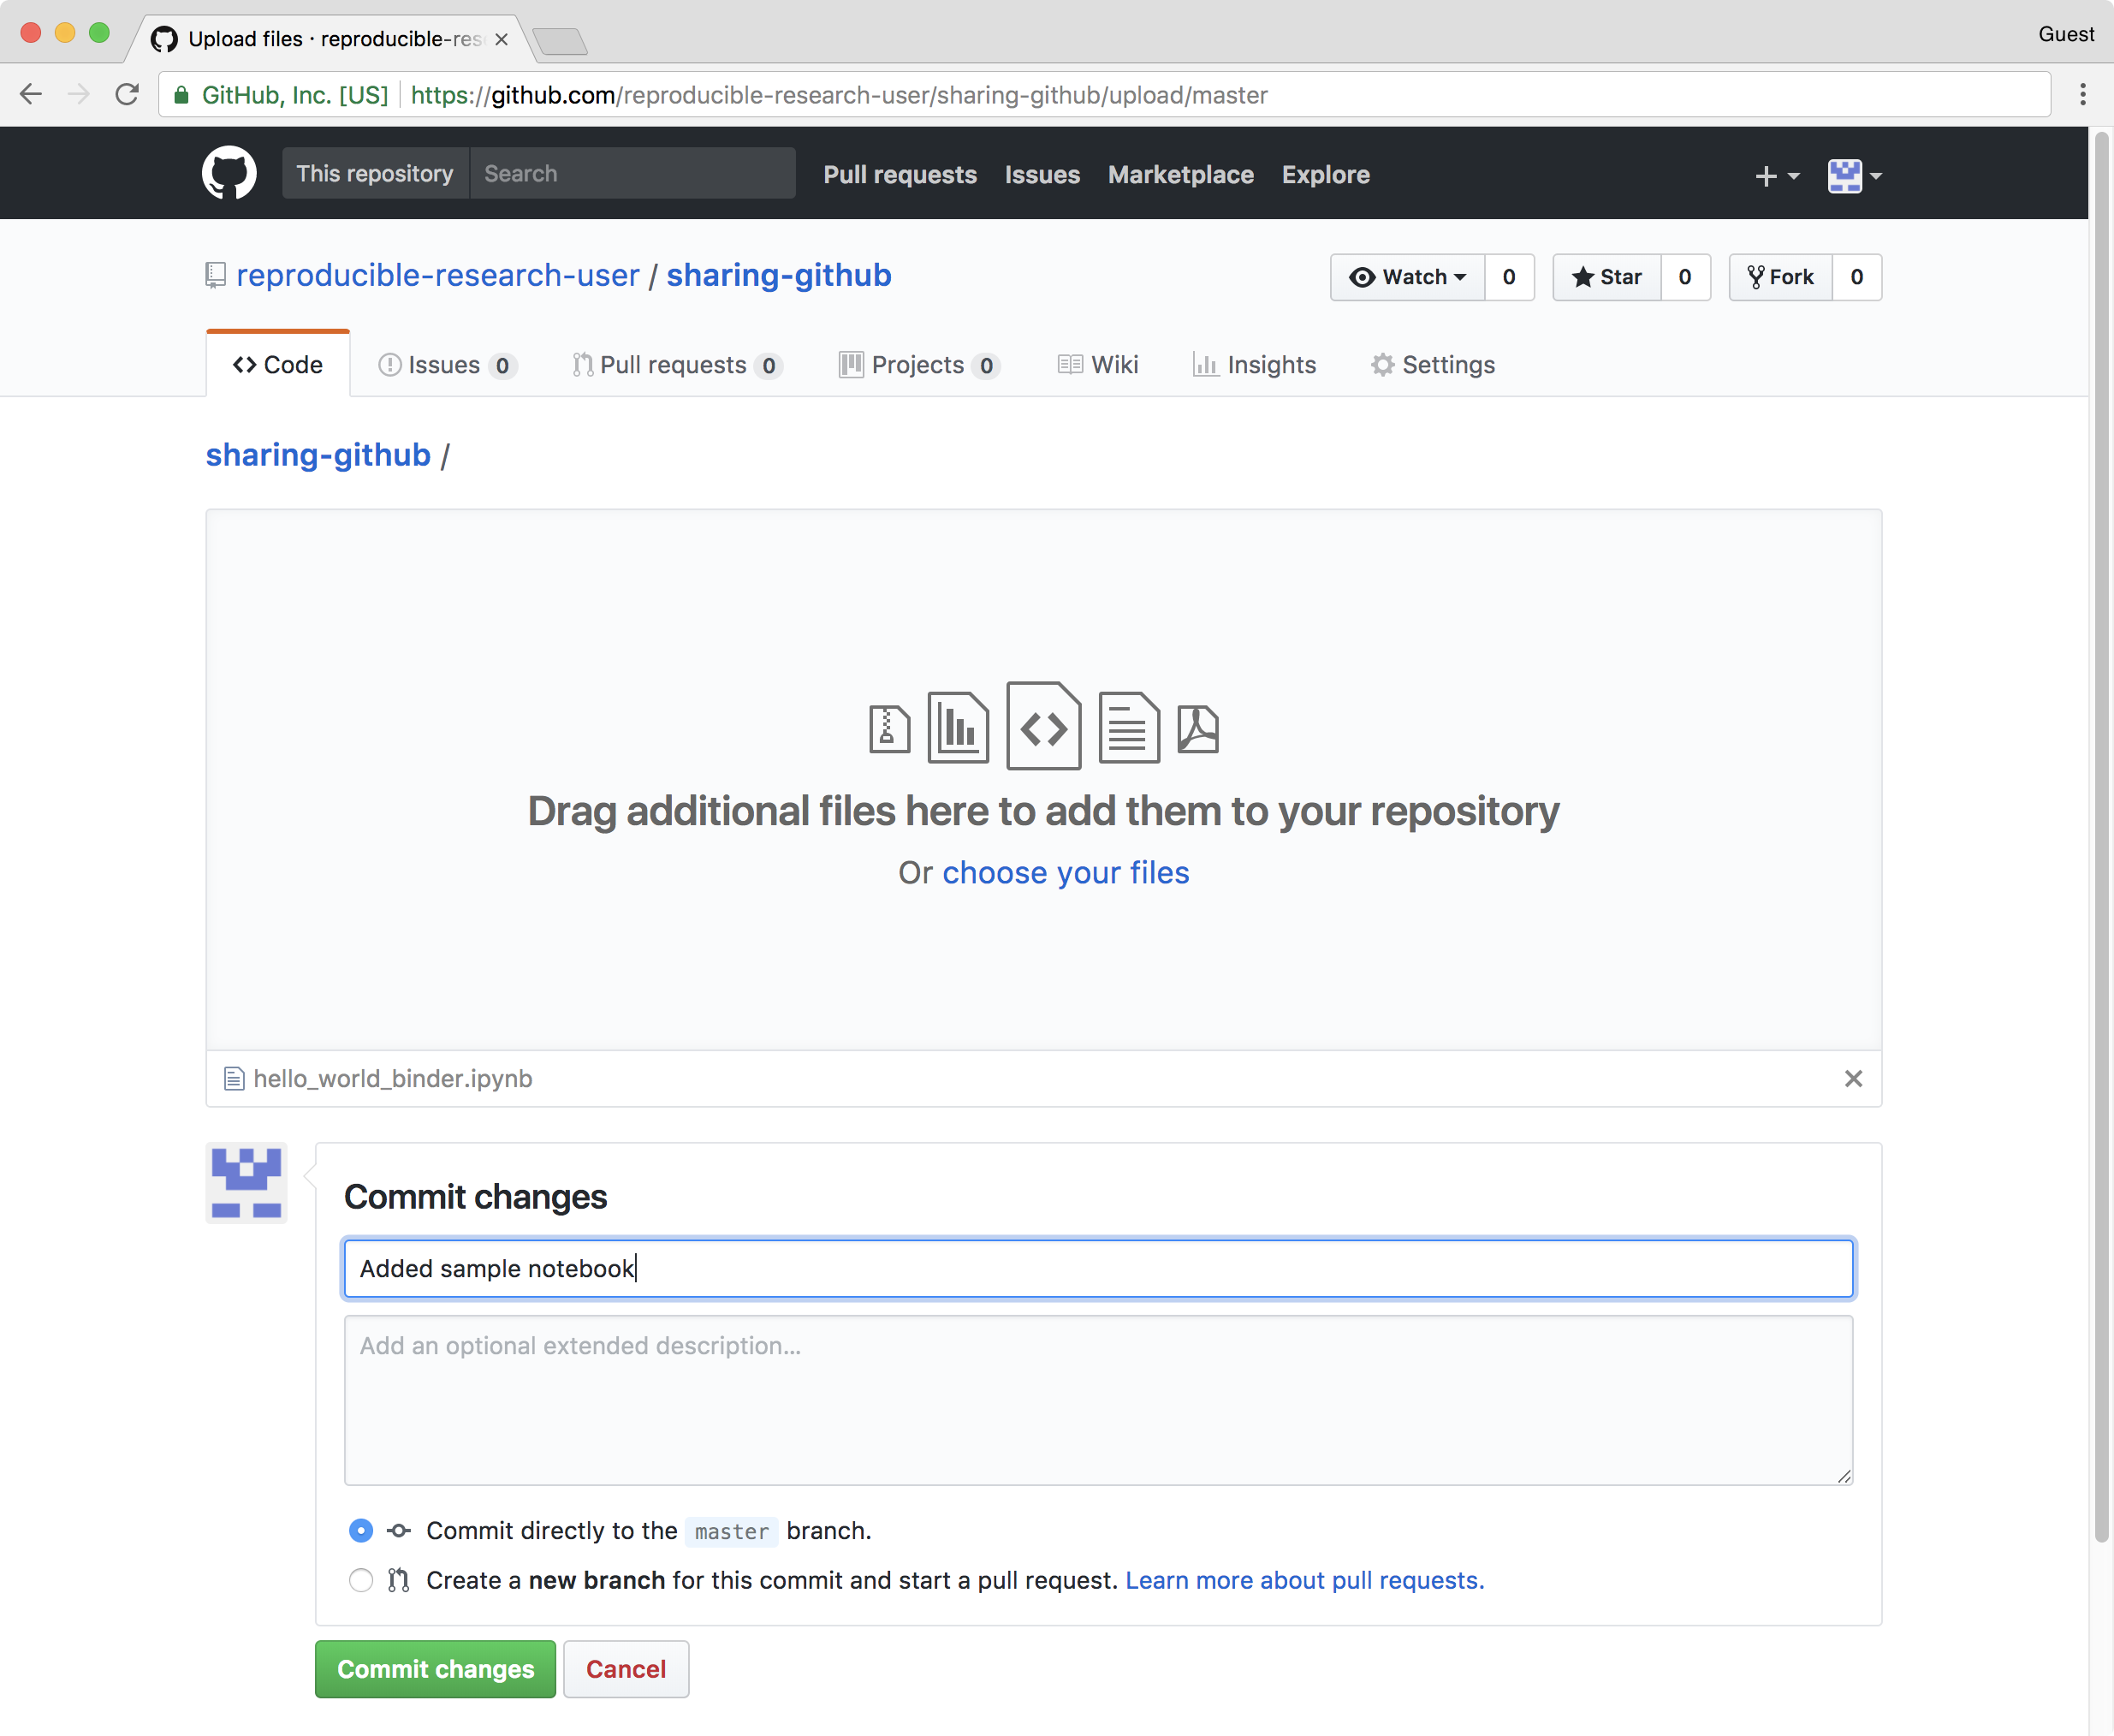 Upload files · reproducible-res
Guest
GitHub, Inc. [US] https://github.com/reproducible-research-user/sharing-github/upload/master
This repository Search Pull requests Issues Marketplace Explore
reproducible-research-user / sharing-github
Watch 0 Star 0 Fork 0
Code Issues 0 Pull requests 0 Projects 0 Wiki Insights Settings
sharing-github /
Drag additional files here to add them to your repository
Or choose your files
hello_world_binder.ipynb
Commit changes
Added sample notebook
Add an optional extended description...
Commit directly to the master branch.
Create a new branch for this commit and start a pull request. Learn more about pull requests.
Commit changes Cancel